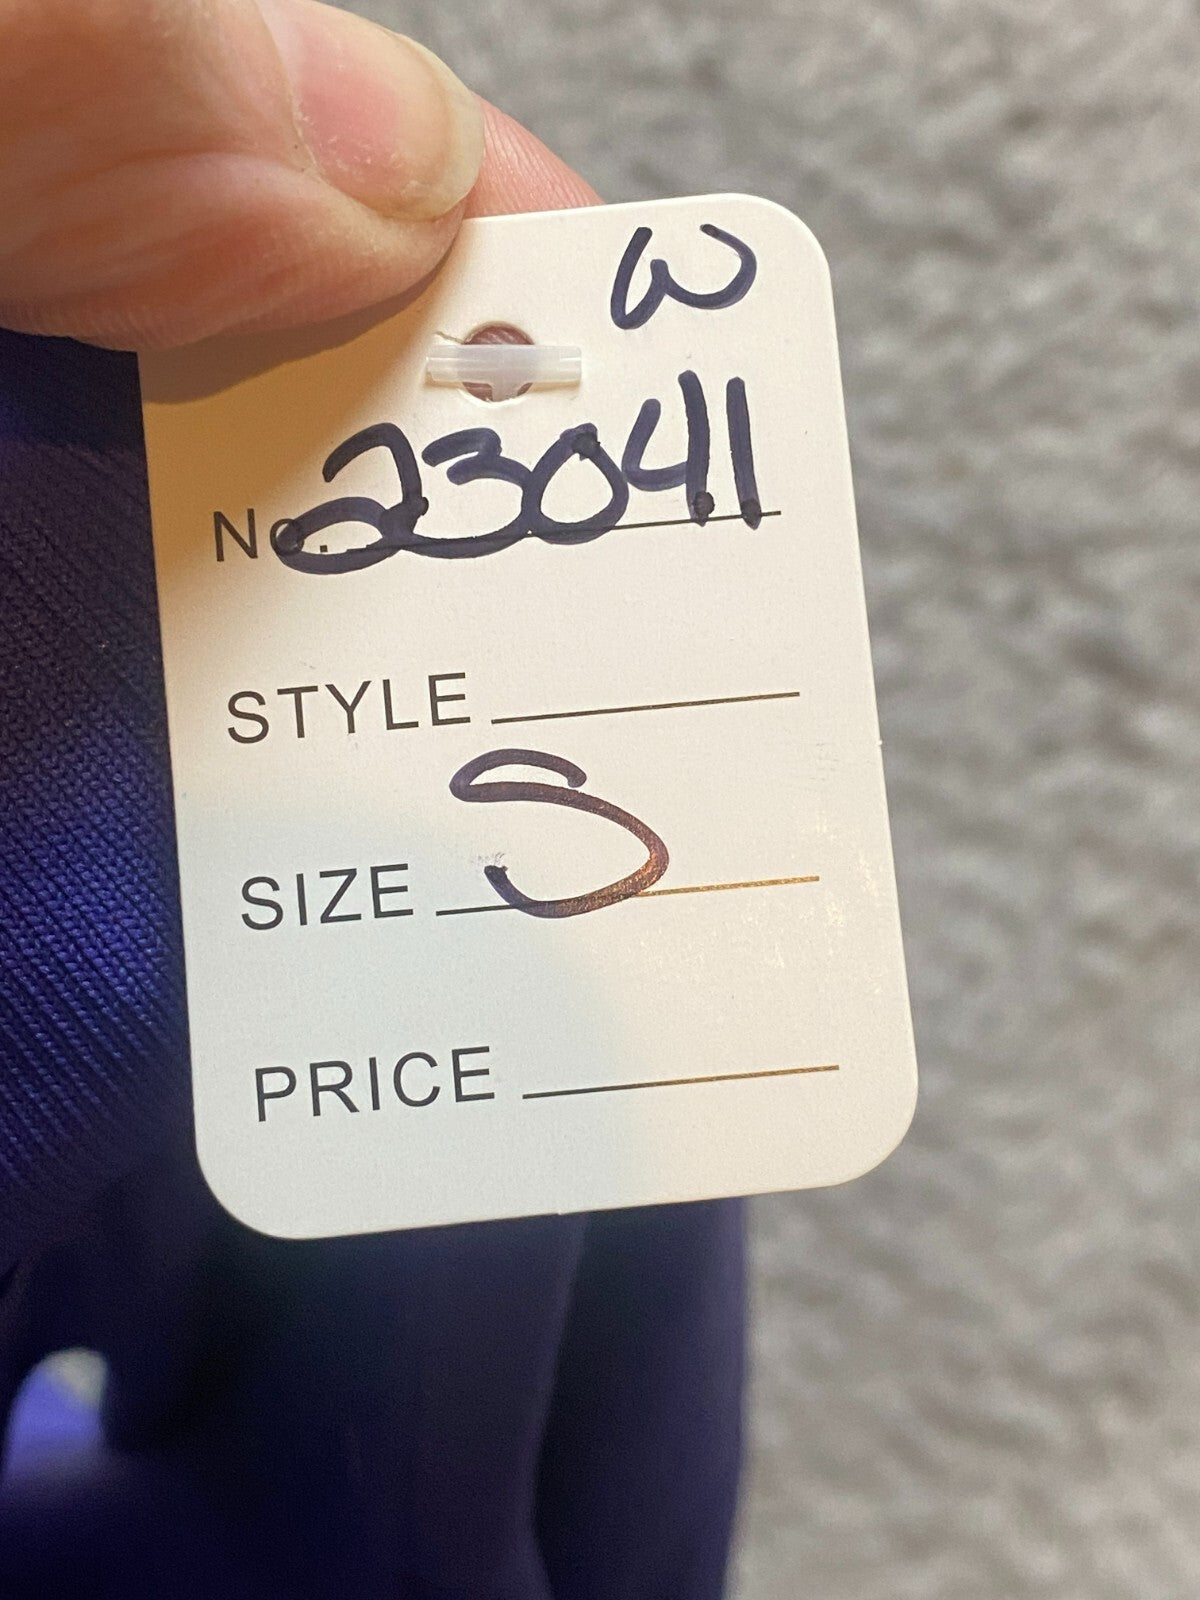 W
No. 23041
STYLE
SIZE S
PRICE